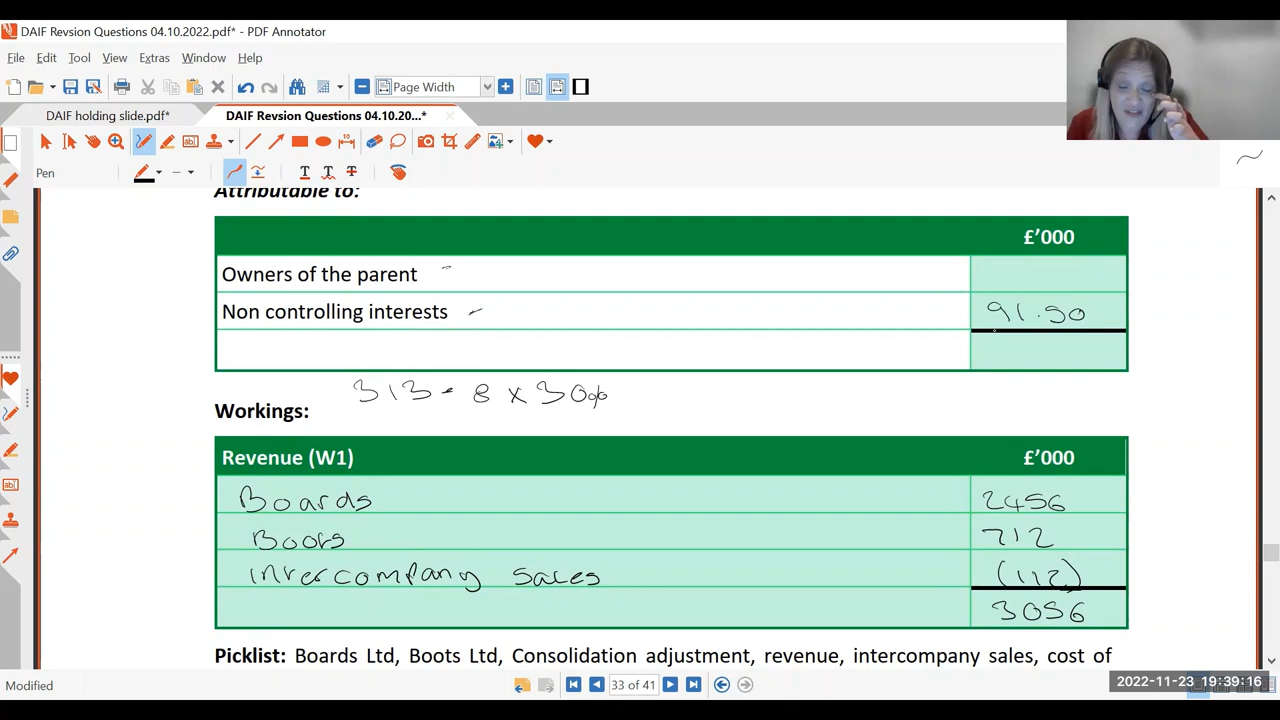 DAIF Revsion Questions 04.10.2022.pdf* - PDF Annotator
File Edit Tool View Extras Window Help
Page Width
DAIF holding slide.pdf* DAIF Revsion Questions 04.10.20...*
Pen
Attributable to:
£'000
Owners of the parent
Non controlling interests 91.50
313 - 8 x 30%
Workings:
Revenue (W1) £'000
Boards 2456
Boots 712
Intercompany sales (112)
3056
Picklist: Boards Ltd, Boots Ltd, Consolidation adjustment, revenue, intercompany sales, cost of
Modified 33 of 41 2022-11-23 19:39:16